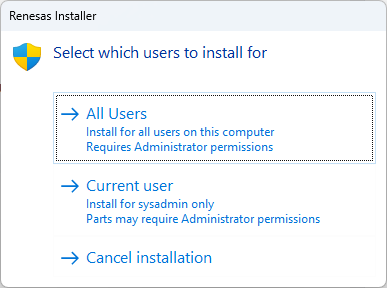 Renesas Installer
Select which users to install for
All Users
Install for all users on this computer
Requires Administrator permissions
Current user
Install for sysadmin only
Parts may require Administrator permissions
Cancel installation